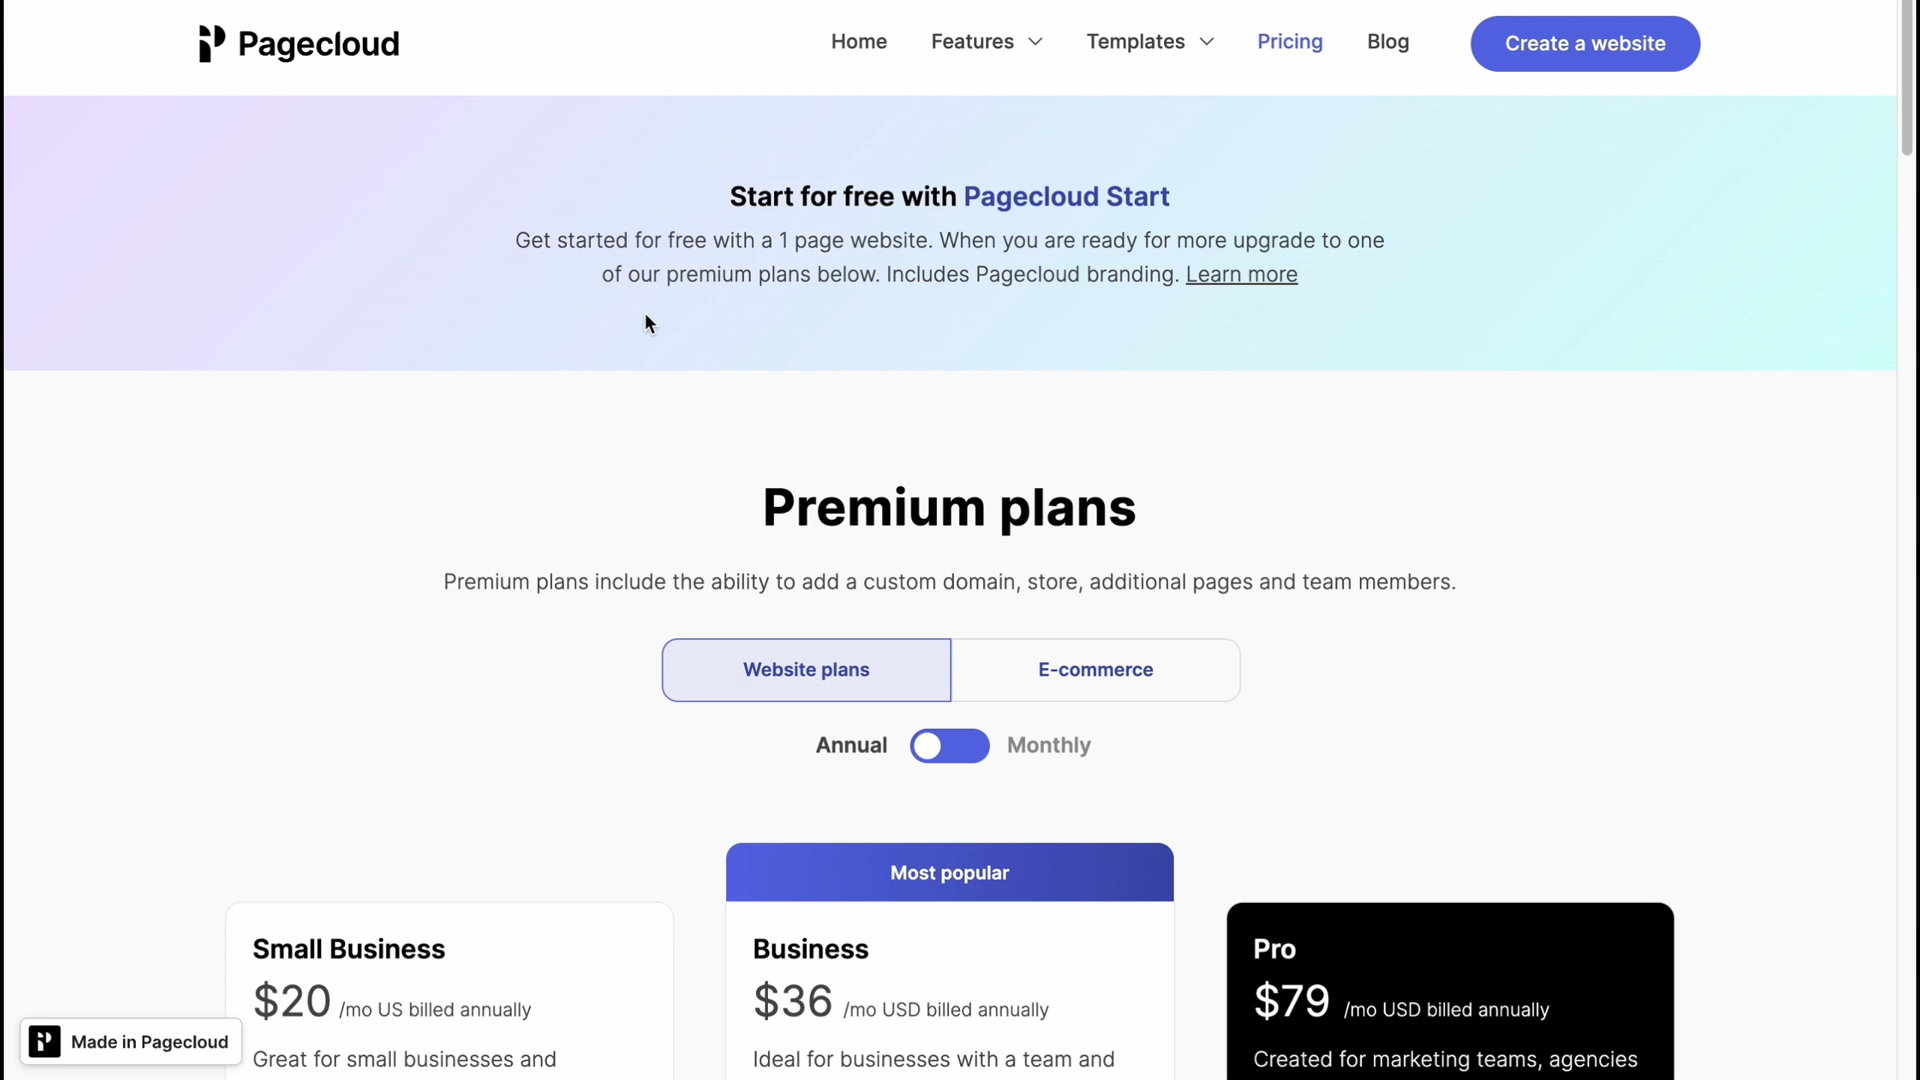 Pagecloud
Home Features Templates Pricing Blog Create a website
Start for free with Pagecloud Start
Get started for free with a 1 page website. When you are ready for more upgrade to one
of our premium plans below. Includes Pagecloud branding. Learn more
Premium plans
Premium plans include the ability to add a custom domain, store, additional pages and team members.
Website plans E-commerce
Annual Monthly
Most popular
Small Business
$20 /mo US billed annually
Great for small businesses and
Business
$36 /mo USD billed annually
Ideal for businesses with a team and
Pro
$79 /mo USD billed annually
Created for marketing teams, agencies
Made in Pagecloud